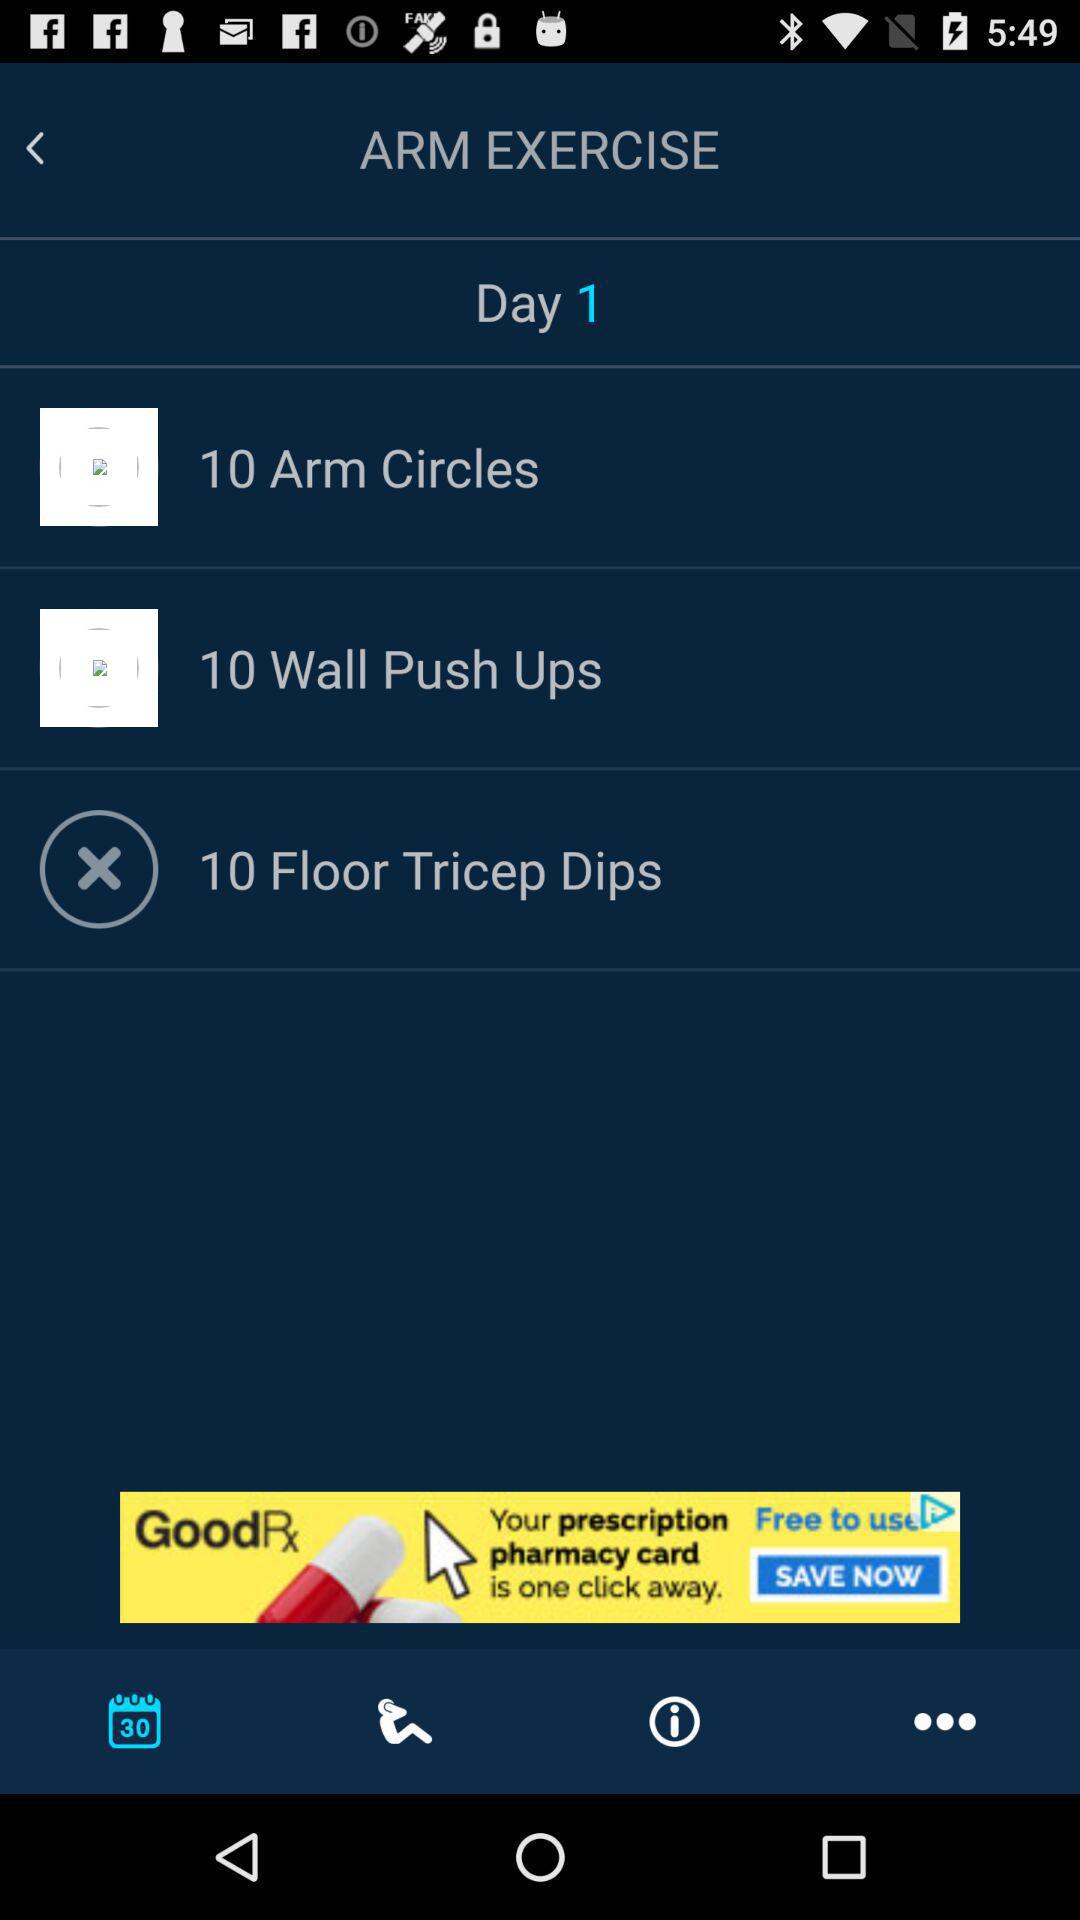 FAKE
5:49
ARM EXERCISE
Day 1
10 Arm Circles
10 Wall Push Ups
10 Floor Tricep Dips
GoodRx
Your prescription
pharmacy card
is one click away.
Free to use
SAVE NOW
30